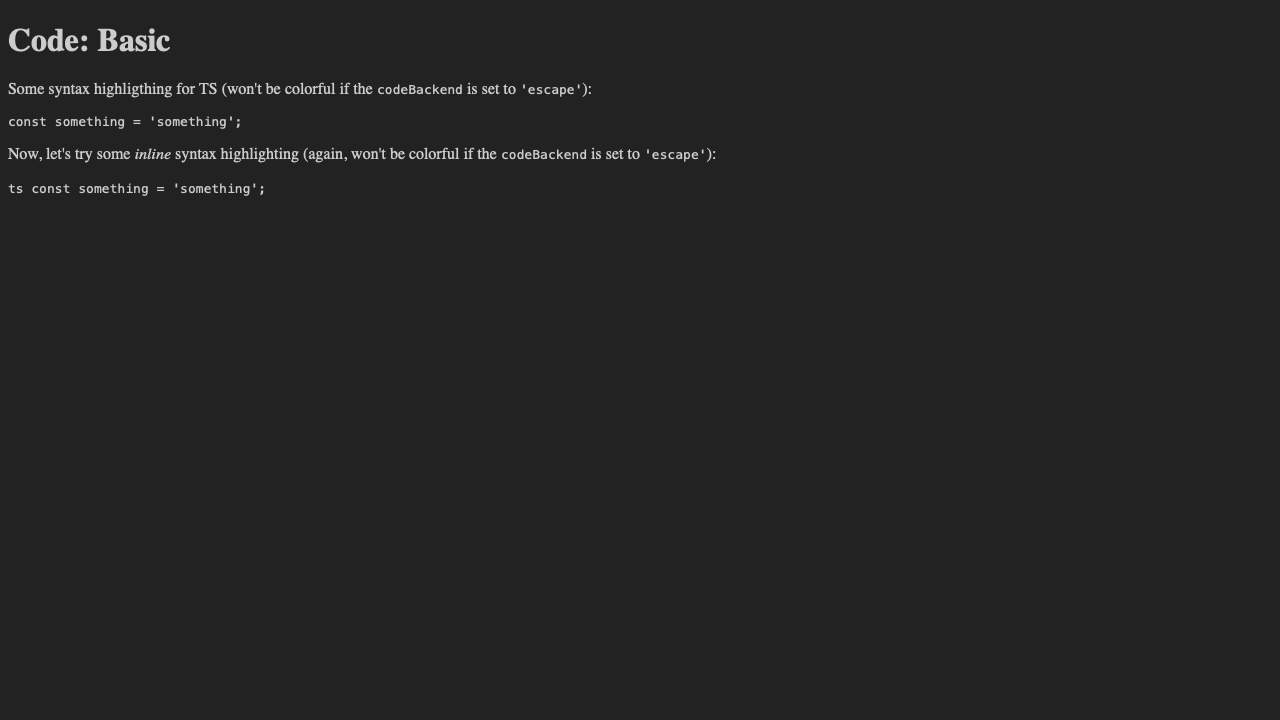 Code: Basic
Some syntax highligthing for TS (won't be colorful if the codeBackend is set to 'escape'):
const something = 'something';
Now, let's try some inline syntax highlighting (again, won't be colorful if the codeBackend is set to 'escape'):
ts const something = 'something';